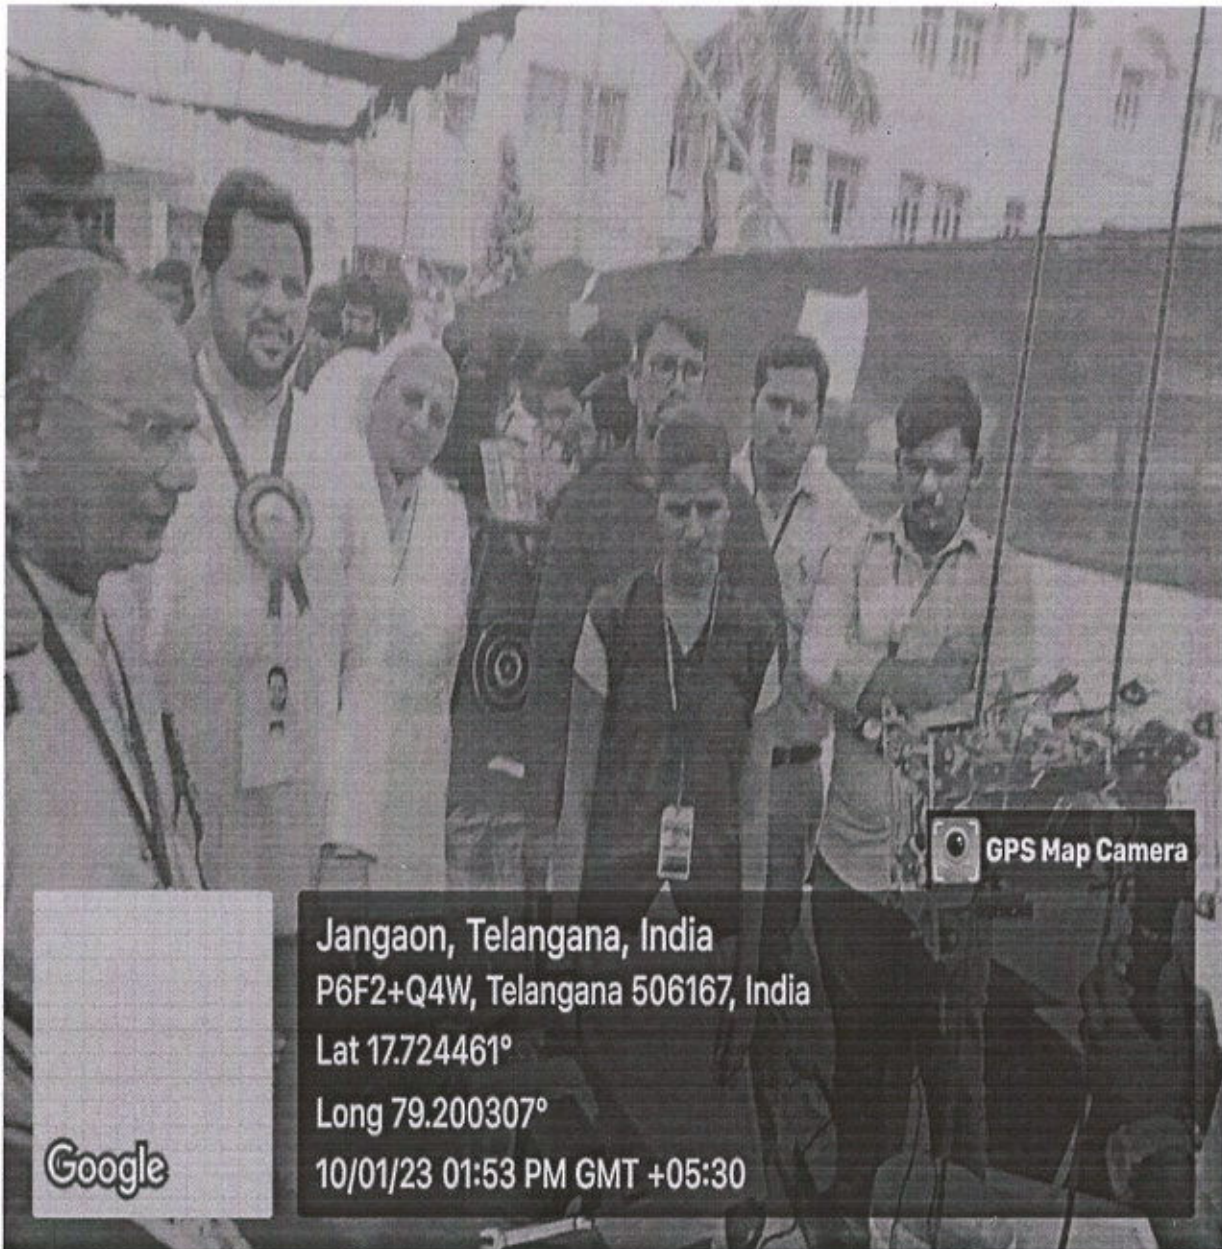 GPS Map Camera
Jangaon, Telangana, India
P6F2+Q4W, Telangana 506167, India
Lat 17.724461°
Long 79.200307°
10/01/23 01:53 PM GMT +05:30
Google